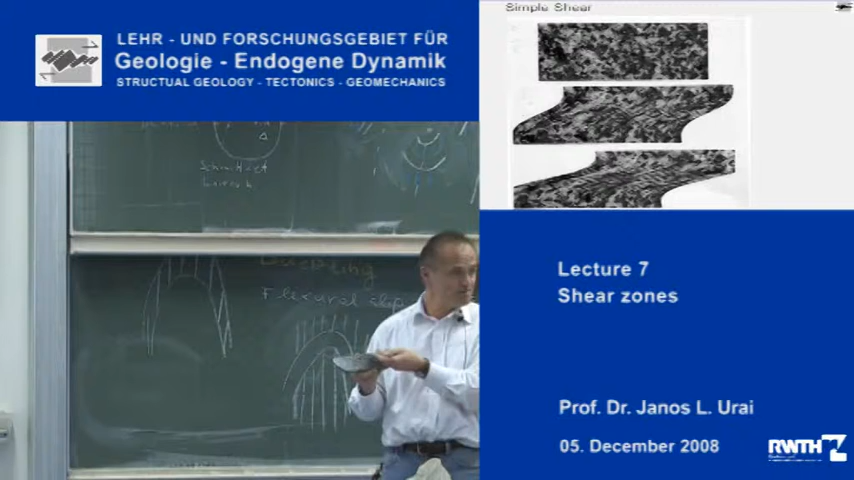 LEHR - UND FORSCHUNGSGEBIET FÜR
Geologie - Endogene Dynamik
STRUCTUAL GEOLOGY - TECTONICS - GEOMECHANICS
Simple Shear
Flexural slip
Lecture 7
Shear zones
Prof. Dr. Janos L. Urai
05. December 2008
RWTH